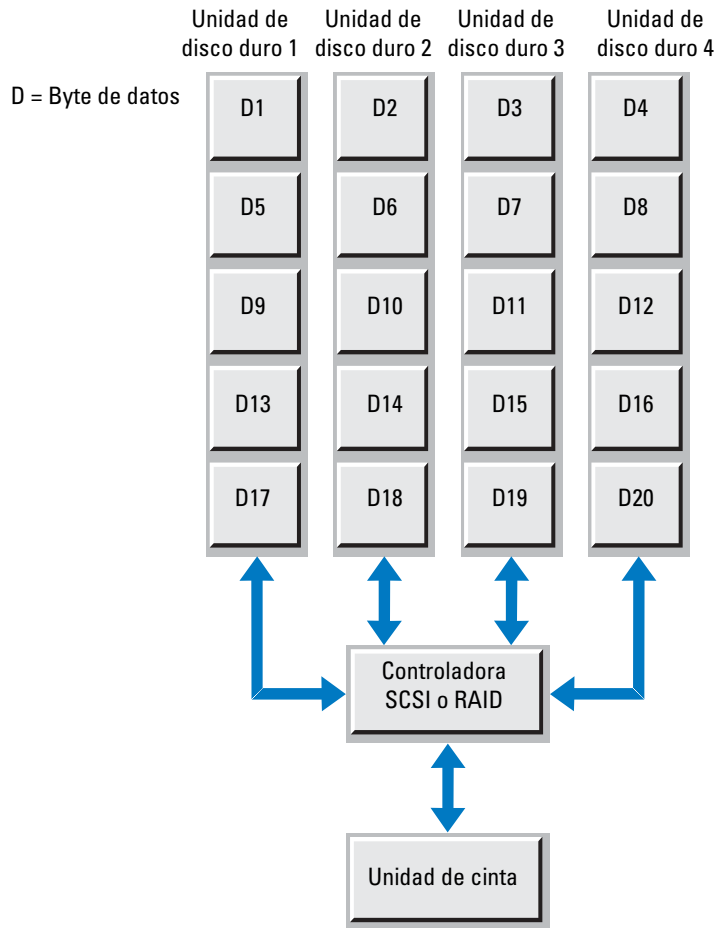 Unidad de
disco duro 1
Unidad de
disco duro 2
Unidad de
disco duro 3
Unidad de
disco duro 4
D = Byte de datos
D1
D2
D3
D4
D5
D6
D7
D8
D9
D10
D11
D12
D13
D14
D15
D16
D17
D18
D19
D20
Controladora
SCSI o RAID
Unidad de cinta